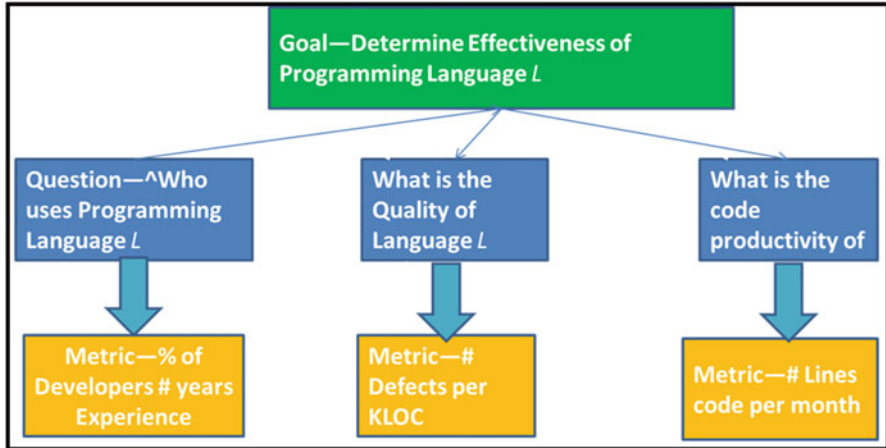 Goal—Determine Effectiveness of
Programming Language L
Question—^Who
uses Programming
Language L
What is the
Quality of
Language L
What is the
code
productivity of
Metric—% of
Developers # years
Experience
Metric—#
Defects per
KLOC
Metric—# Lines
code per month